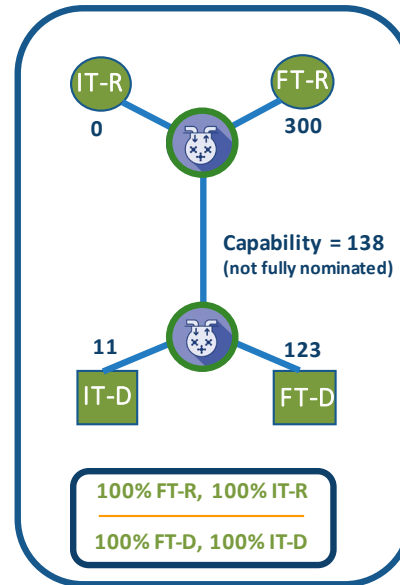 IT-R
FT-R
0
300
Capability = 138
(not fully nominated)
11
123
IT-D
FT-D
100% FT-R, 100% IT-R
100% FT-D, 100% IT-D